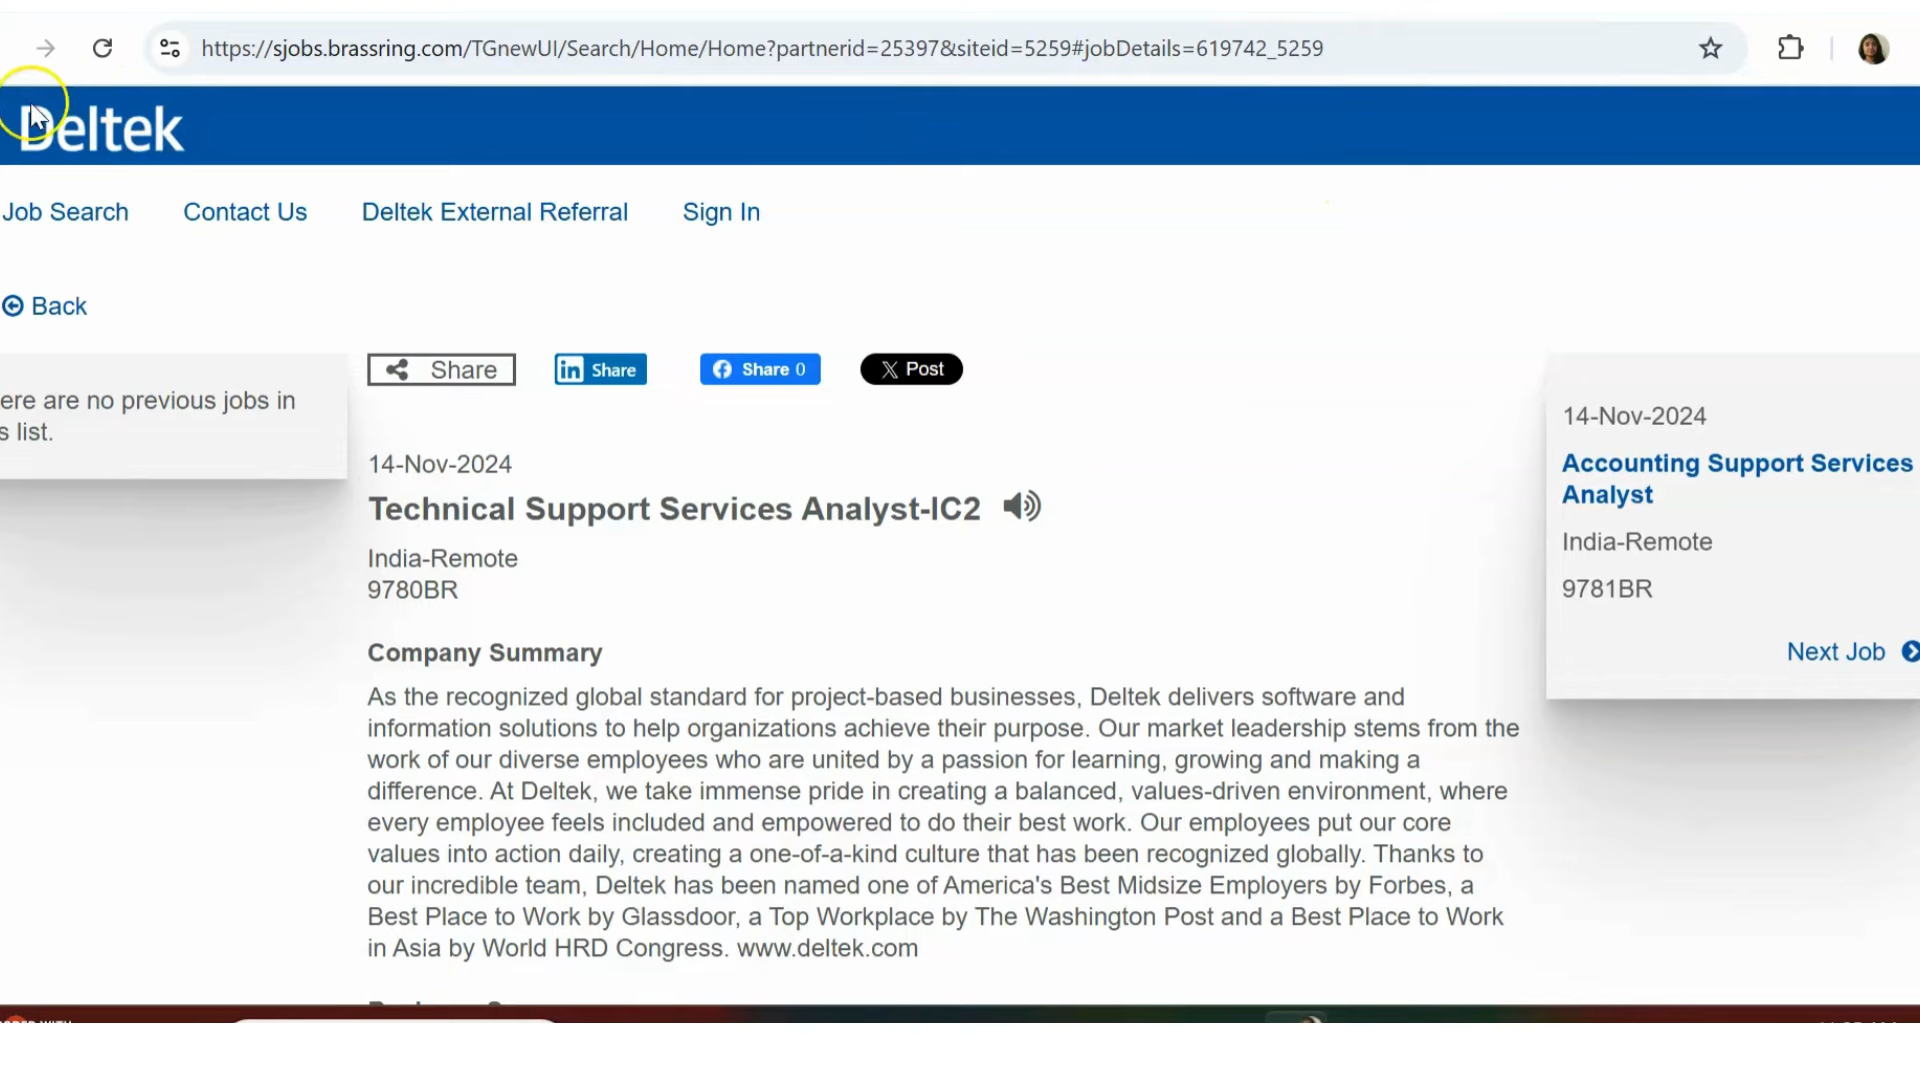 https://sjobs.brassring.com/TGnewUI/Search/Home/Home?partnerid=25397&siteid=5259#jobDetails=619742_5259
Deltek
Job Search Contact Us Deltek External Referral Sign In
Back
ere are no previous jobs in
s list.
Share Share Share 0 Post
14-Nov-2024
Technical Support Services Analyst-IC2
India-Remote
9780BR
Company Summary
As the recognized global standard for project-based businesses, Deltek delivers software and
information solutions to help organizations achieve their purpose. Our market leadership stems from the
work of our diverse employees who are united by a passion for learning, growing and making a
difference. At Deltek, we take immense pride in creating a balanced, values-driven environment, where
every employee feels included and empowered to do their best work. Our employees put our core
values into action daily, creating a one-of-a-kind culture that has been recognized globally. Thanks to
our incredible team, Deltek has been named one of America's Best Midsize Employers by Forbes, a
Best Place to Work by Glassdoor, a Top Workplace by The Washington Post and a Best Place to Work
in Asia by World HRD Congress. www.deltek.com
14-Nov-2024
Accounting Support Services
Analyst
India-Remote
9781BR
Next Job